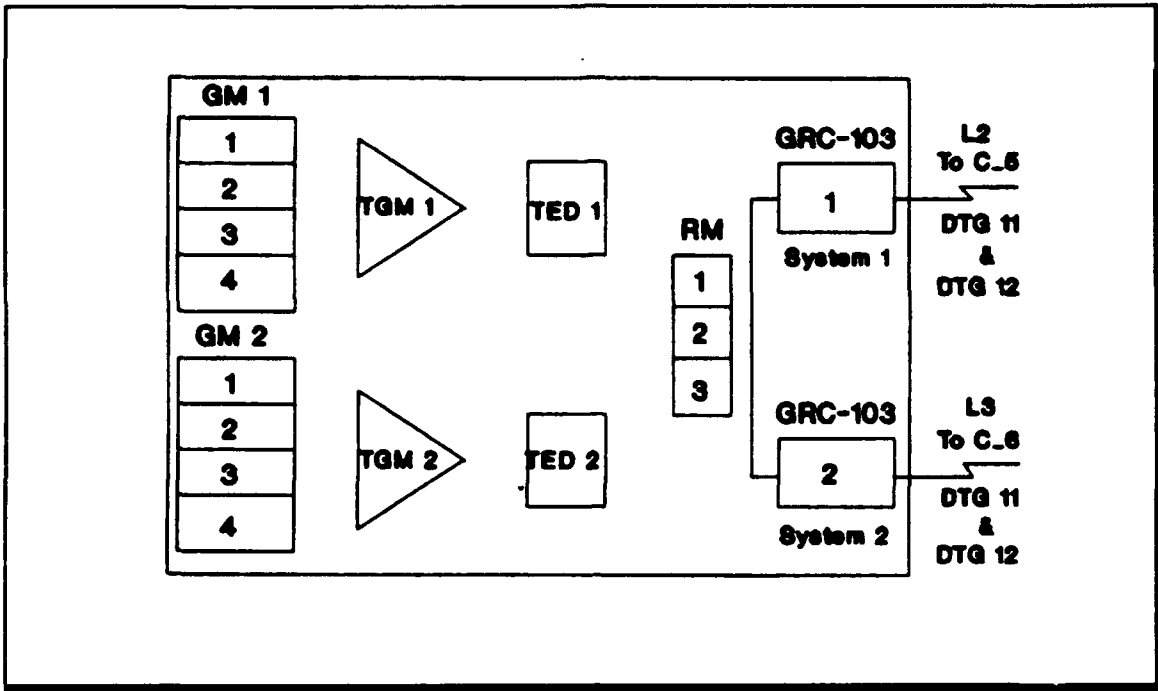 GM 1
1
2
3
4
TGM 1
TED 1
GM 2
1
2
3
4
TGM 2
TED 2
RM
1
2
3
GRC-103
1
System 1
L2
To C_5
DTG 11
&
DTG 12
GRC-103
2
System 2
L3
To C_6
DTG 11
&
DTG 12